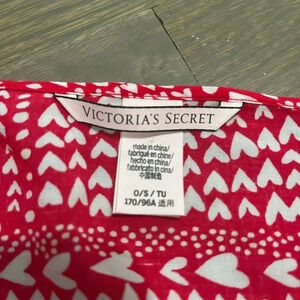 VICTORIA'S SECRET
made in china/
fabriqué en chine/
hecho en china/
fabbricato in cina/
中国制造
O/S / TU
170/96A 适用